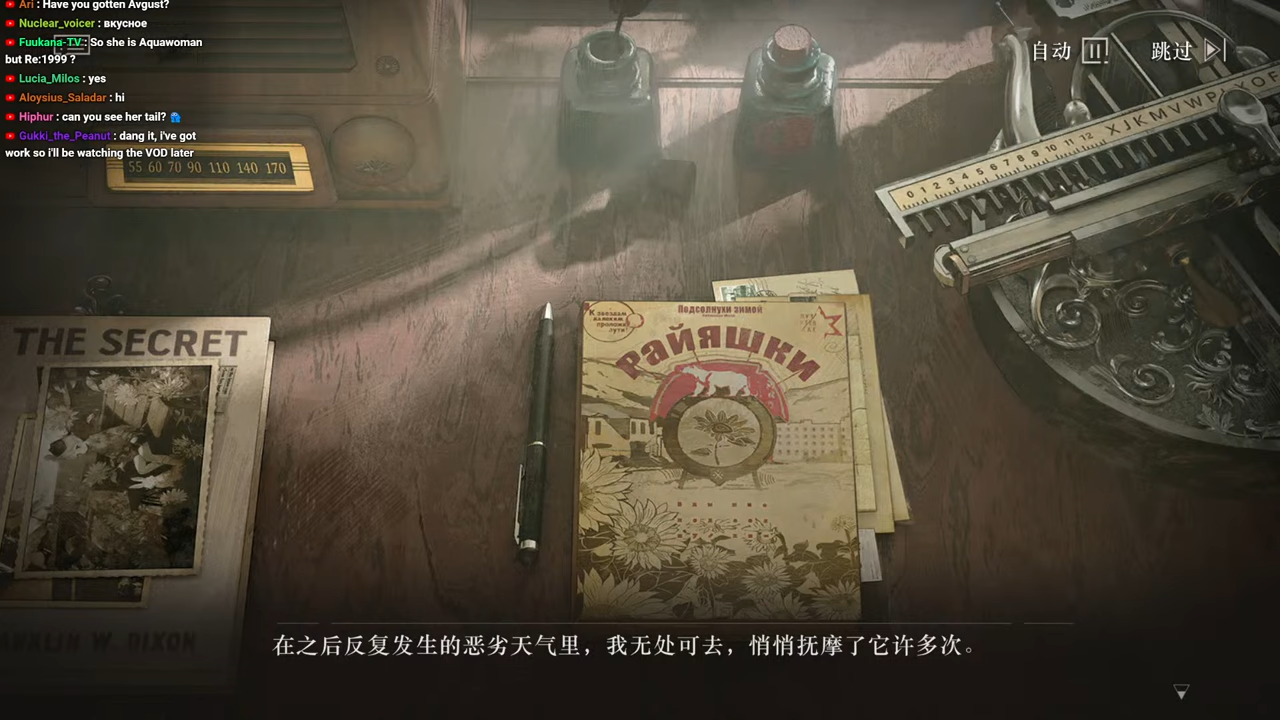 Ari : Have you gotten Avgust?
Nuclear_voicer : вкусное
Fuukana-TV : So she is Aquawoman
but Re:1999 ?
Lucia_Milos : yes
Aloysius_Saladar : hi
Hiphur : can you see her tail?
Gukki_the_Peanut : dang it, i've got
work so i'll be watching the VOD later
自动
跳过
55 60 70 90 110 140 170
0 1 2 3 4 5 6 7 8 9 10 11 12 XJKMVWP
THE SECRET
Подсолнухи зимой
Райяшки
W. DIXON
在之后反复发生的恶劣天气里，我无处可去，悄悄抚摩了它许多次。